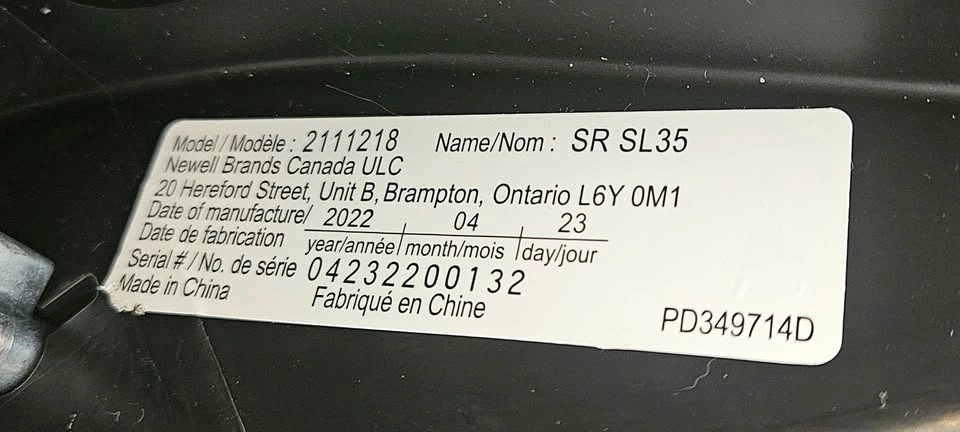 Model / Modèle : 2111218 Name/Nom : SR SL35
Newell Brands Canada ULC
20 Hereford Street, Unit B, Brampton, Ontario L6Y 0M1
Date of manufacture/ 2022 04 23
Date de fabrication year/année month/mois day/jour
Serial # / No. de série 04232200132
Made in China Fabriqué en Chine
PD349714D